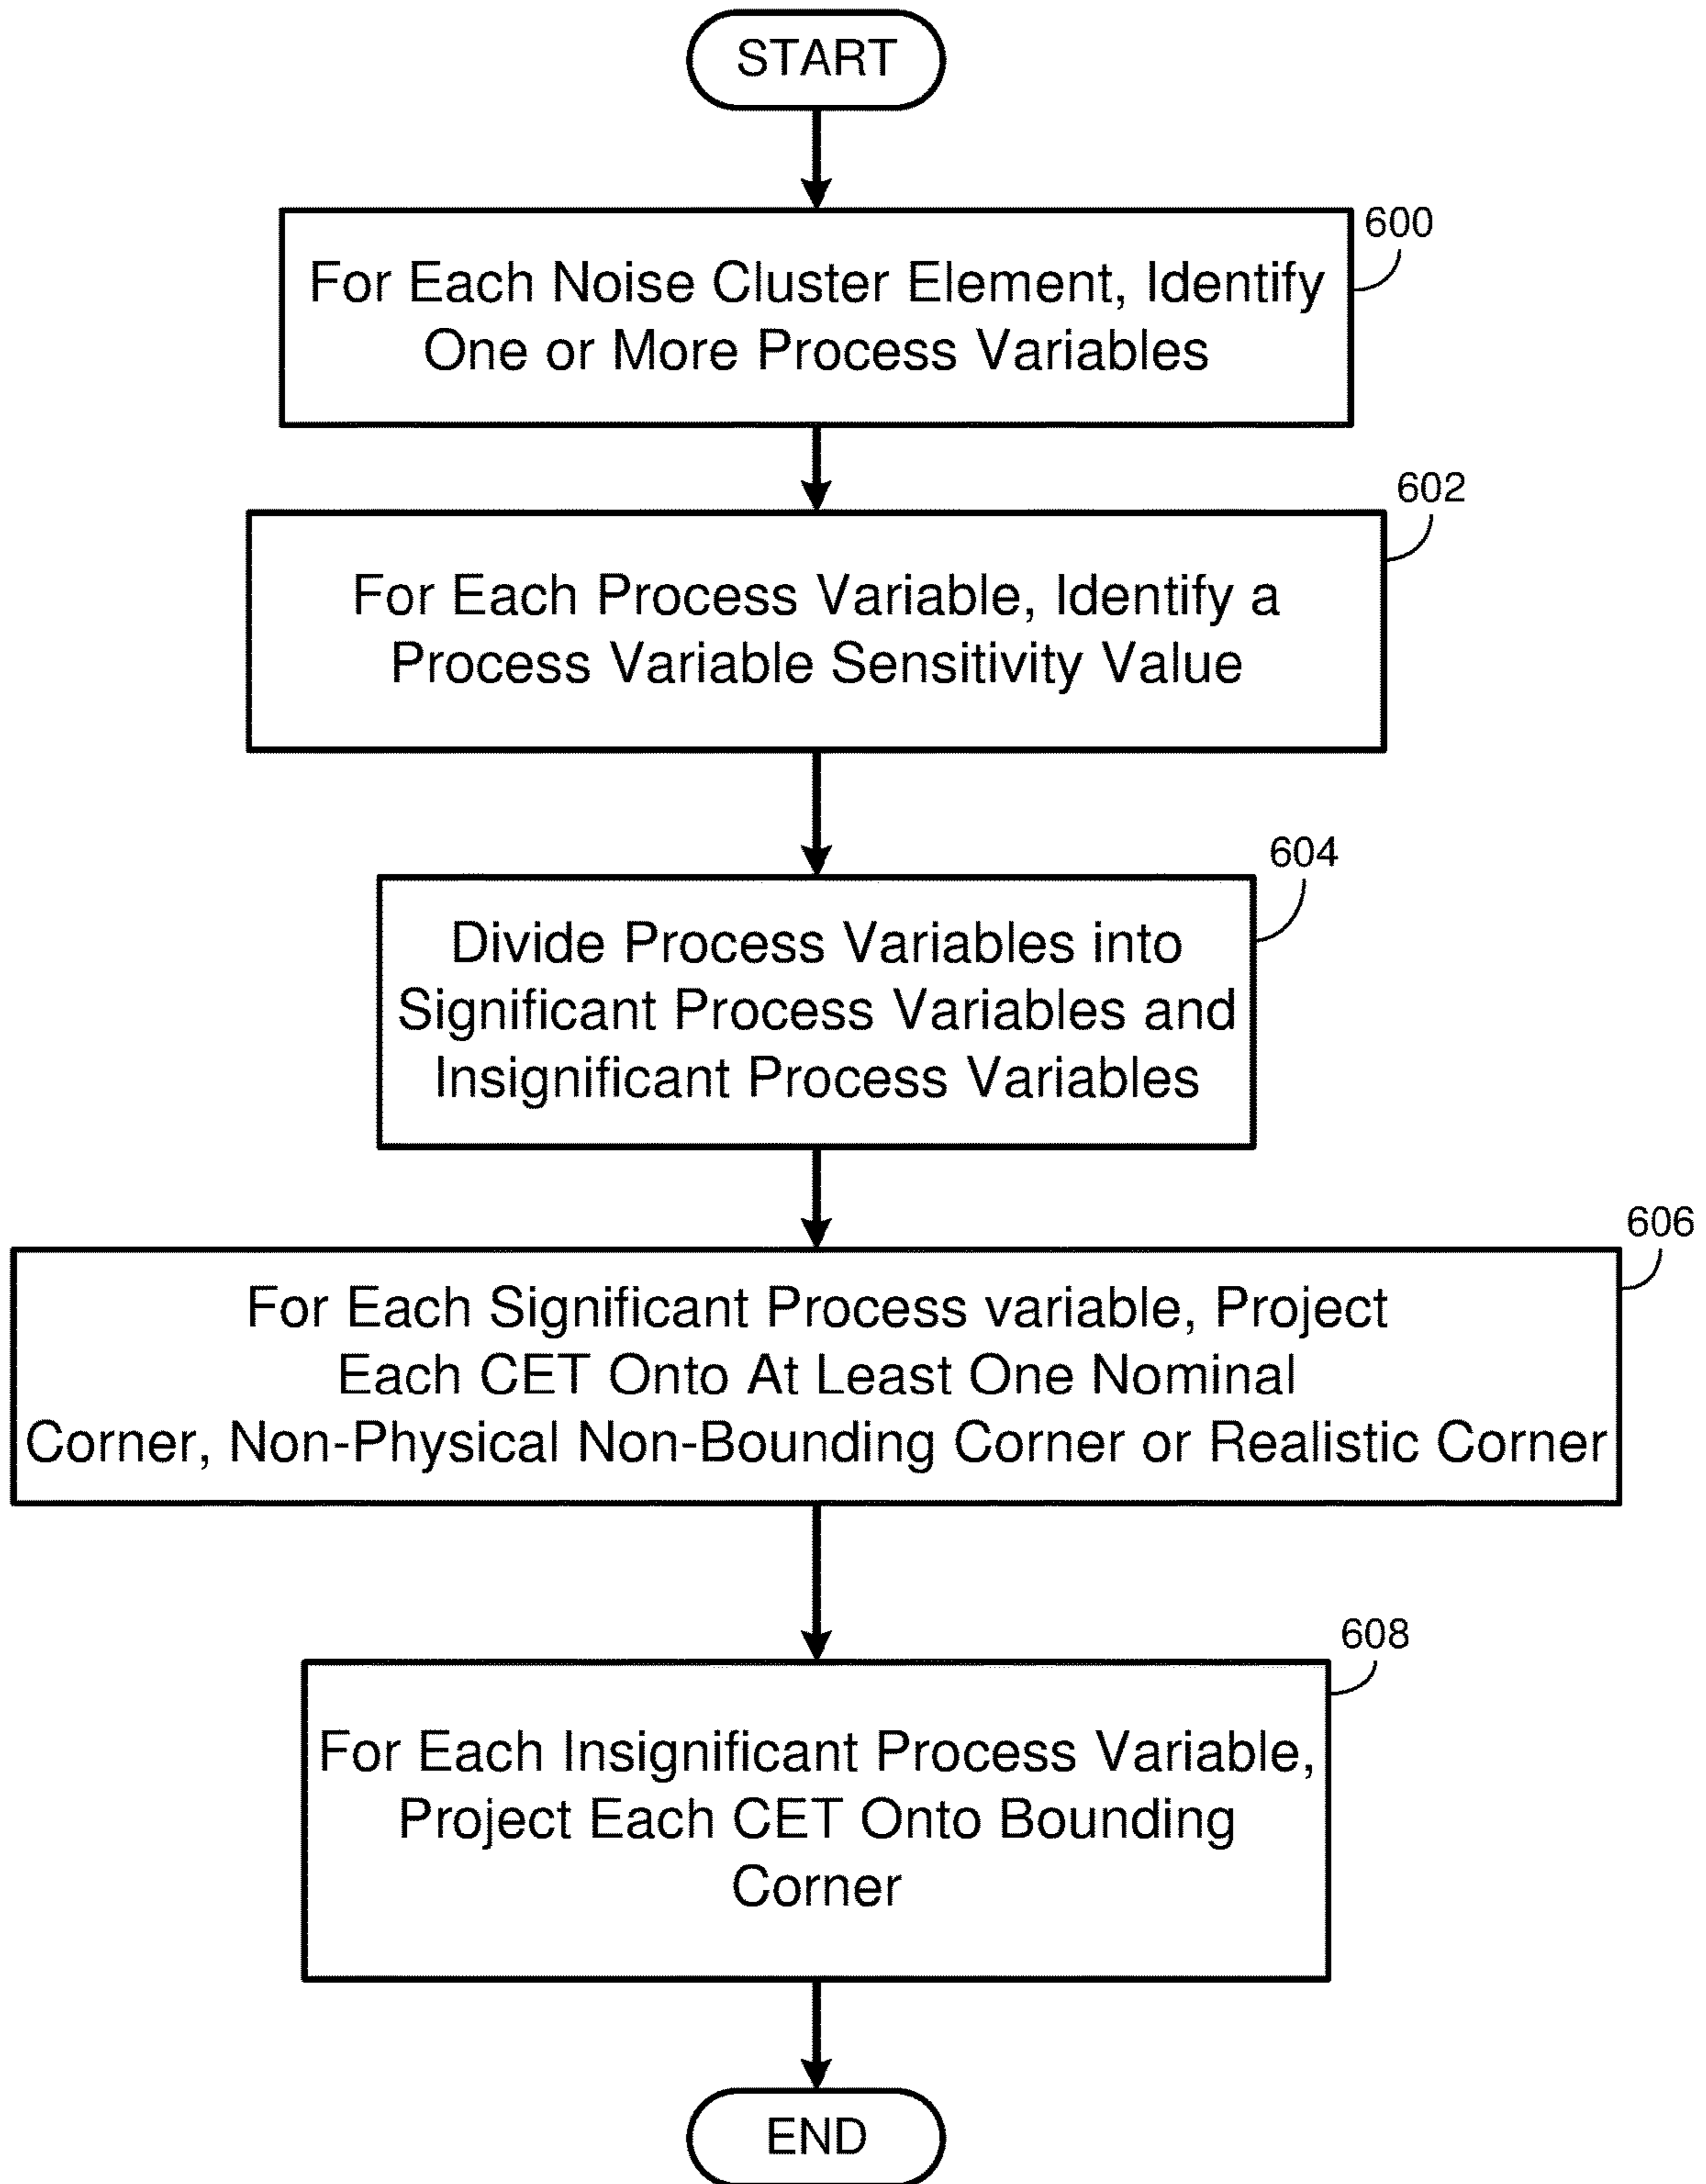 START
600
For Each Noise Cluster Element, Identify
One or More Process Variables
602
For Each Process Variable, Identify a
Process Variable Sensitivity Value
604
Divide Process Variables into
Significant Process Variables and
Insignificant Process Variables
606
For Each Significant Process variable, Project
Each CET Onto At Least One Nominal
Corner, Non-Physical Non-Bounding Corner or Realistic Corner
608
For Each Insignificant Process Variable,
Project Each CET Onto Bounding
Corner
END